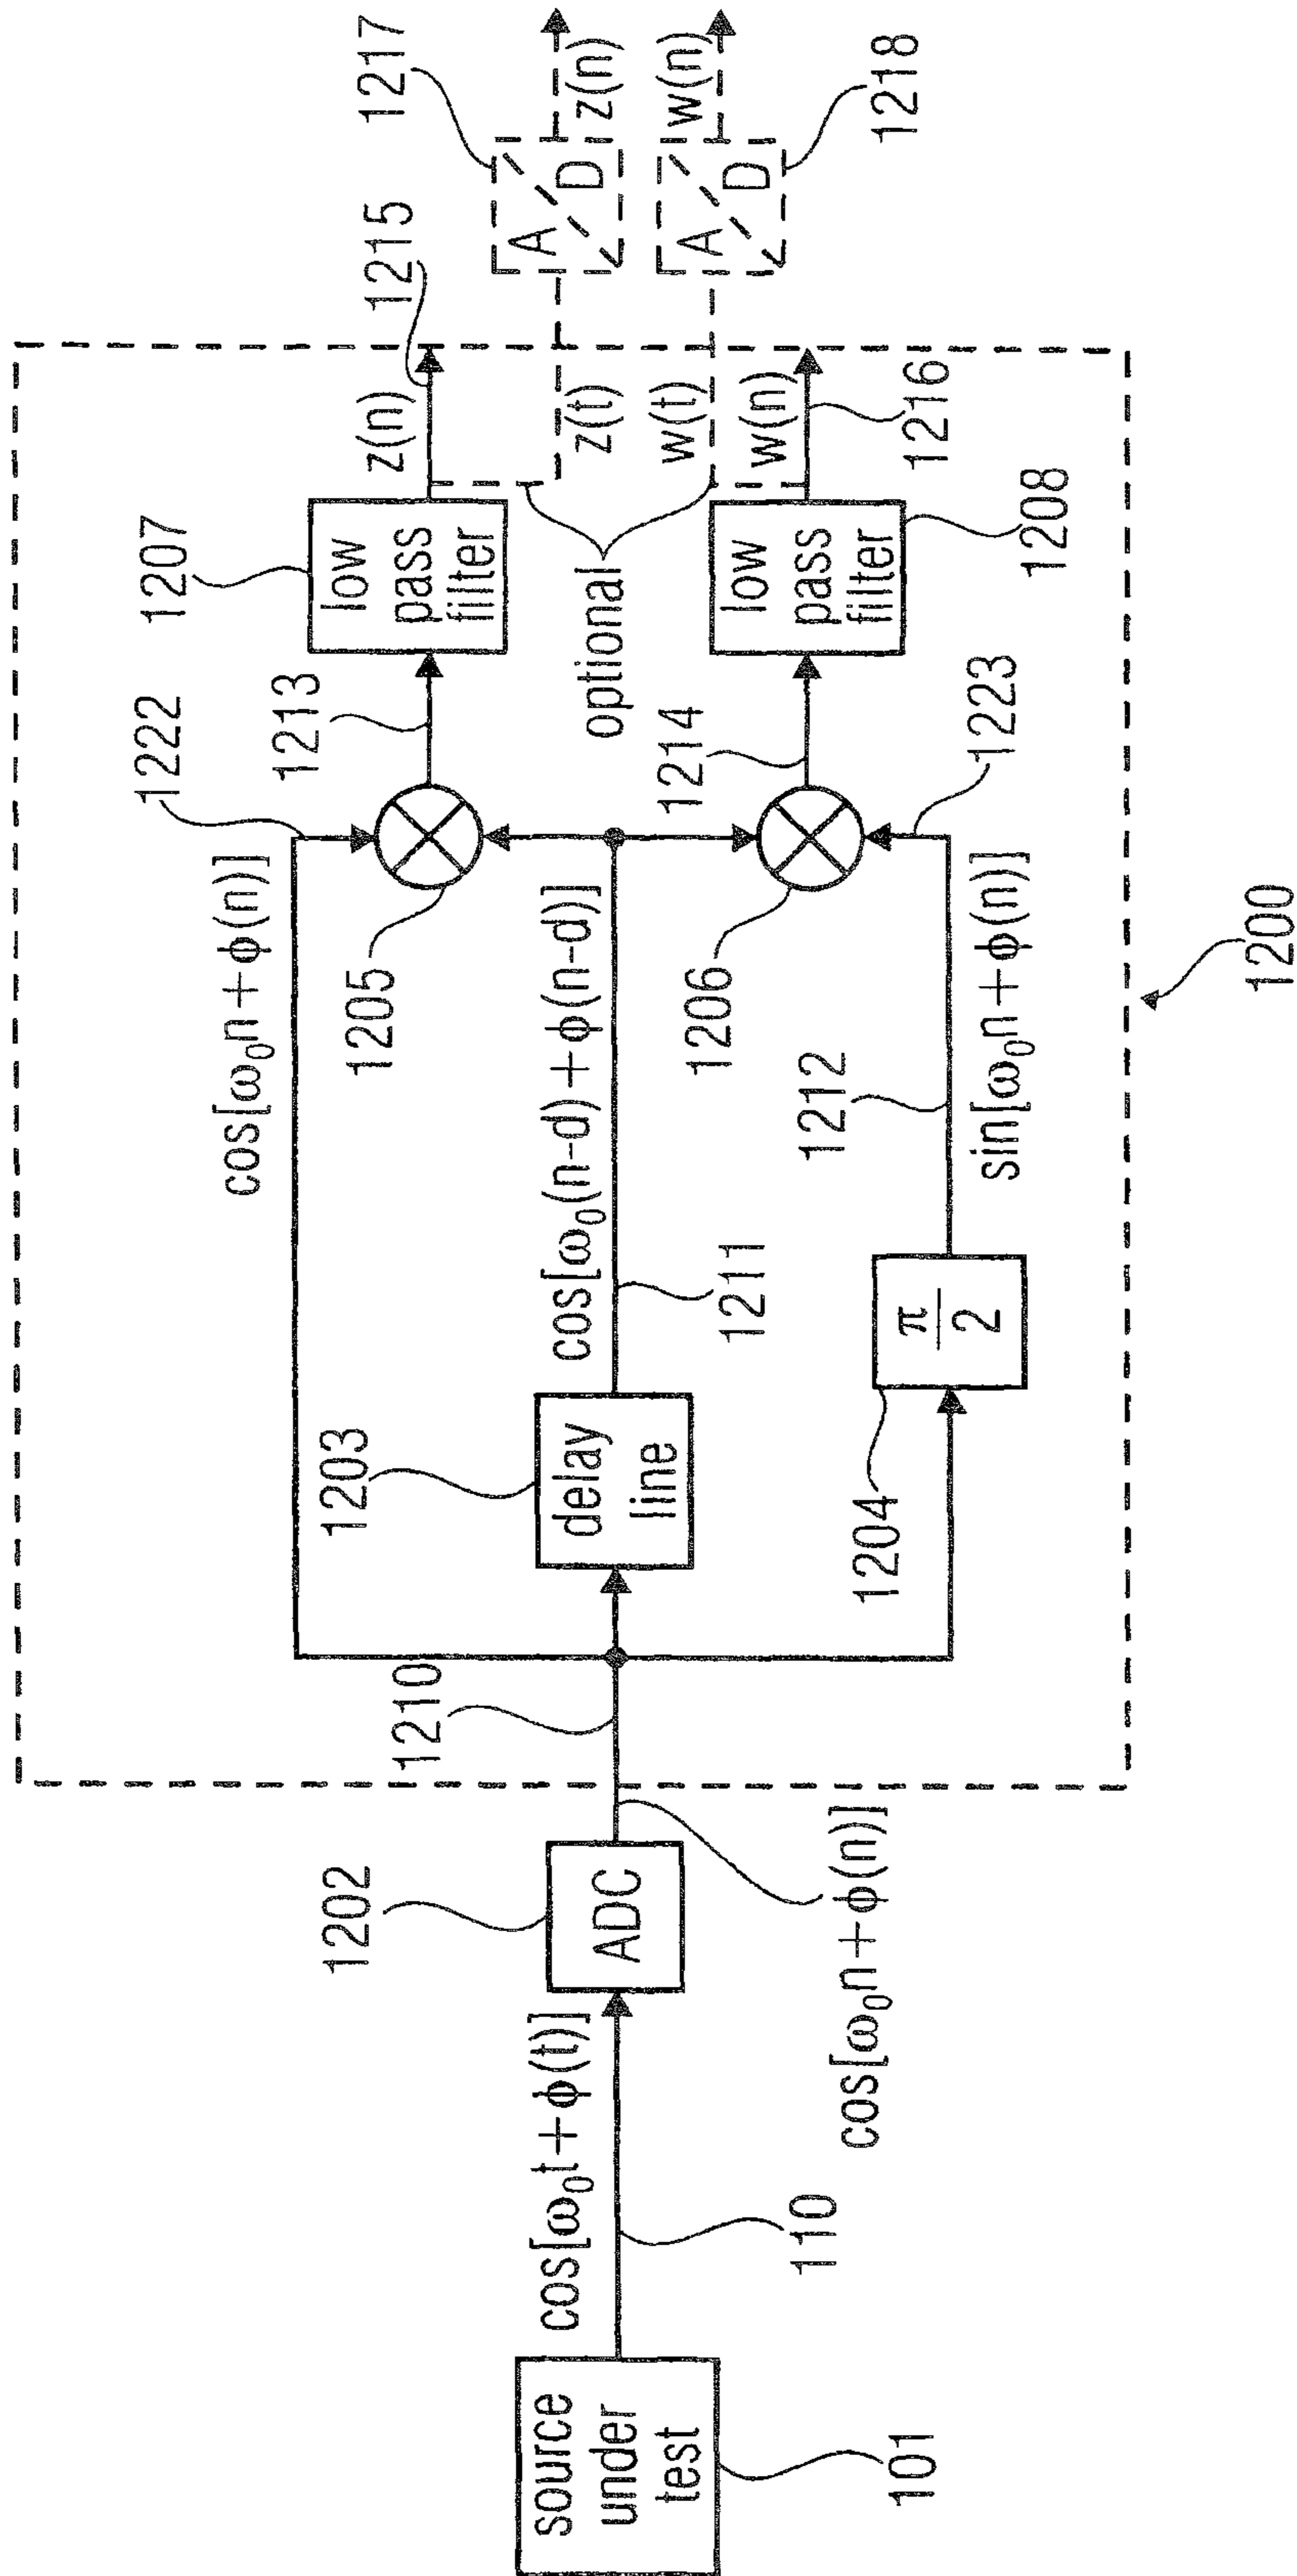 source
under
test
101
cos[ω₀t+ϕ(t)]
110
1202
ADC
cos[ω₀n+ϕ(n)]
1210
1203
delay
line
cos[ω₀(n-d)+ϕ(n-d)]
1211
1204
π
2
1212
sin[ω₀n+ϕ(n)]
cos[ω₀n+ϕ(n)]
1222
1205
1213
1206
1214
1223
1207
low
pass
filter
optional
low
pass
filter
1208
z(n)
1215
z(t)
w(t)
w(n)
1216
1217
A
D
z(n)
A
D
w(n)
1218
1200